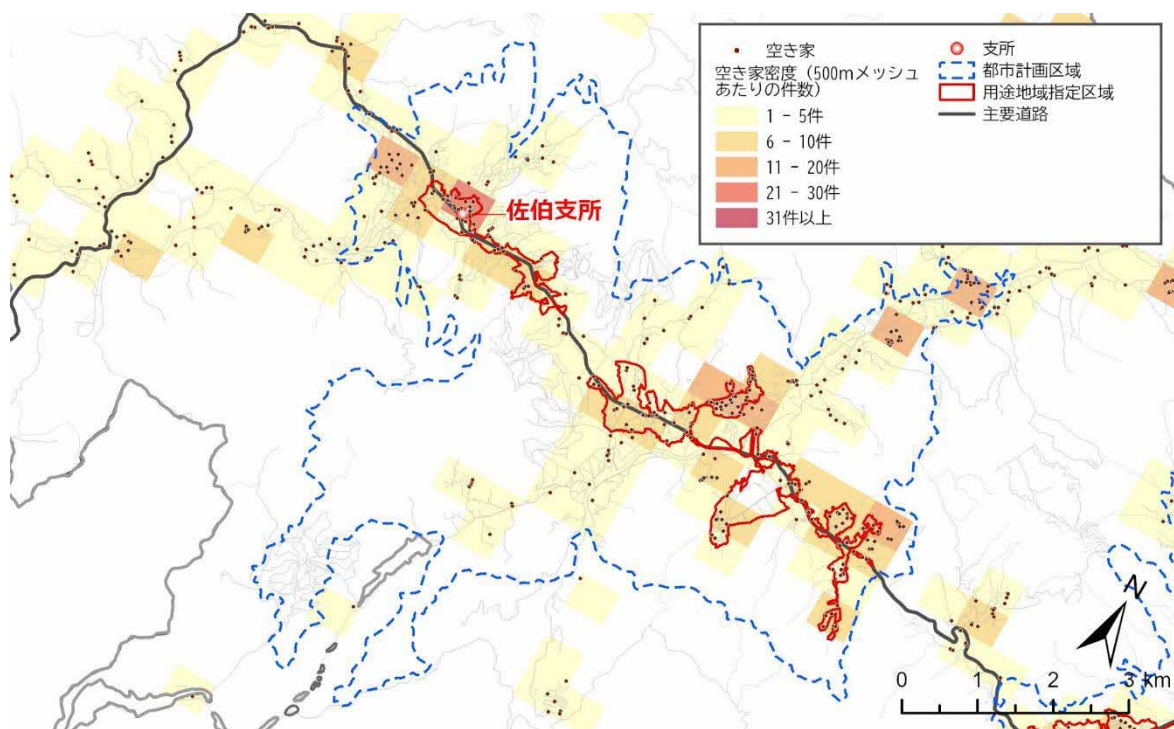 空き家
空き家密度（500mメッシュ
あたりの件数）
1 - 5件
6 - 10件
11 - 20件
21 - 30件
31件以上
支所
都市計画区域
用途地域指定区域
主要道路
佐伯支所
N
0 1 2 3 km